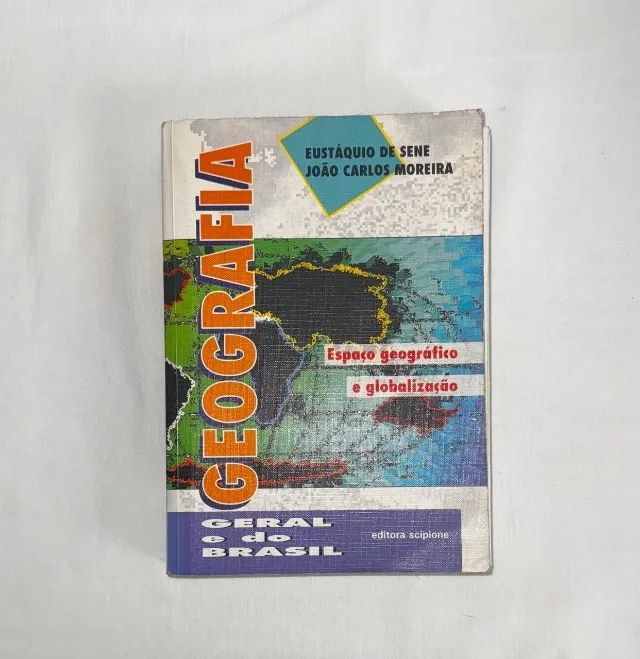 EUSTÁQUIO DE SENE
JOÃO CARLOS MOREIRA
GEOGRAFIA
Espaço geográfico
e globalização
GERAL
e do
BRASIL
editora scipione